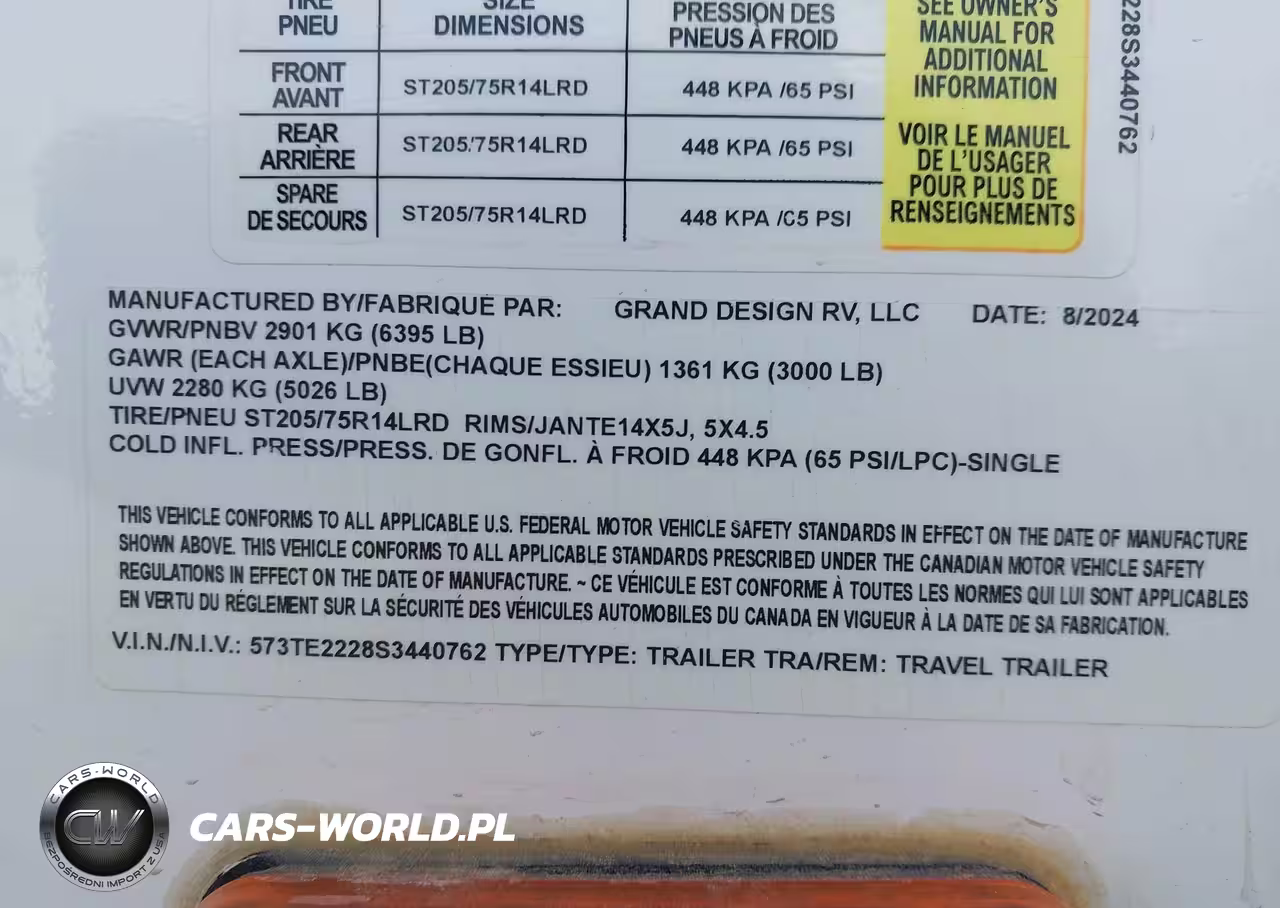 TIRE SIZE PRESSION DES
PNEU DIMENSIONS PNEUS À FROID
FRONT
AVANT ST205/75R14LRD 448 KPA /65 PSI
REAR
ARRIÈRE ST205/75R14LRD 448 KPA /65 PSI
SPARE
DE SECOURS ST205/75R14LRD 448 KPA /65 PSI
SEE OWNER'S
MANUAL FOR
ADDITIONAL
INFORMATION
VOIR LE MANUEL
DE L'USAGER
POUR PLUS DE
RENSEIGNEMENTS
228S3440762
MANUFACTURED BY/FABRIQUÉ PAR: GRAND DESIGN RV, LLC DATE: 8/2024
GVWR/PNBV 2901 KG (6395 LB)
GAWR (EACH AXLE)/PNBE(CHAQUE ESSIEU) 1361 KG (3000 LB)
UVW 2280 KG (5026 LB)
TIRE/PNEU ST205/75R14LRD RIMS/JANTE14X5J, 5X4.5
COLD INFL. PRESS/PRESS. DE GONFL. À FROID 448 KPA (65 PSI/LPC)-SINGLE
THIS VEHICLE CONFORMS TO ALL APPLICABLE U.S. FEDERAL MOTOR VEHICLE SAFETY STANDARDS IN EFFECT ON THE DATE OF MANUFACTURE
SHOWN ABOVE. THIS VEHICLE CONFORMS TO ALL APPLICABLE STANDARDS PRESCRIBED UNDER THE CANADIAN MOTOR VEHICLE SAFETY
REGULATIONS IN EFFECT ON THE DATE OF MANUFACTURE. ~ CE VÉHICULE EST CONFORME À TOUTES LES NORMES QUI LUI SONT APPLICABLES
EN VERTU DU RÉGLEMENT SUR LA SÉCURITÉ DES VÉHICULES AUTOMOBILES DU CANADA EN VIGUEUR À LA DATE DE SA FABRICATION.
V.I.N./N.I.V.: 573TE2228S3440762 TYPE/TYPE: TRAILER TRA/REM: TRAVEL TRAILER
CARS-WORLD
CW
BEZPOŚREDNI IMPORT Z USA
CARS-WORLD.PL